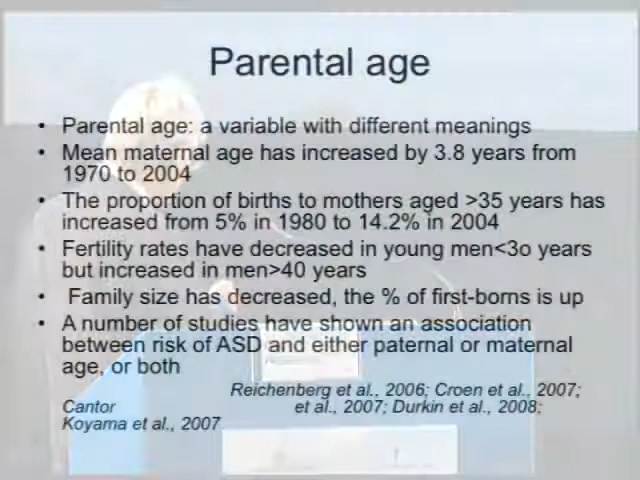 Parental age
• Parental age: a variable with different meanings
• Mean maternal age has increased by 3.8 years from
1970 to 2004
• The proportion of births to mothers aged >35 years has
increased from 5% in 1980 to 14.2% in 2004
• Fertility rates have decreased in young men<3o years
but increased in men>40 years
• Family size has decreased, the % of first-borns is up
• A number of studies have shown an association
between risk of ASD and either paternal or maternal
age, or both
Reichenberg et al., 2006; Croen et al., 2007;
Cantor et al., 2007; Durkin et al., 2008;
Koyama et al., 2007